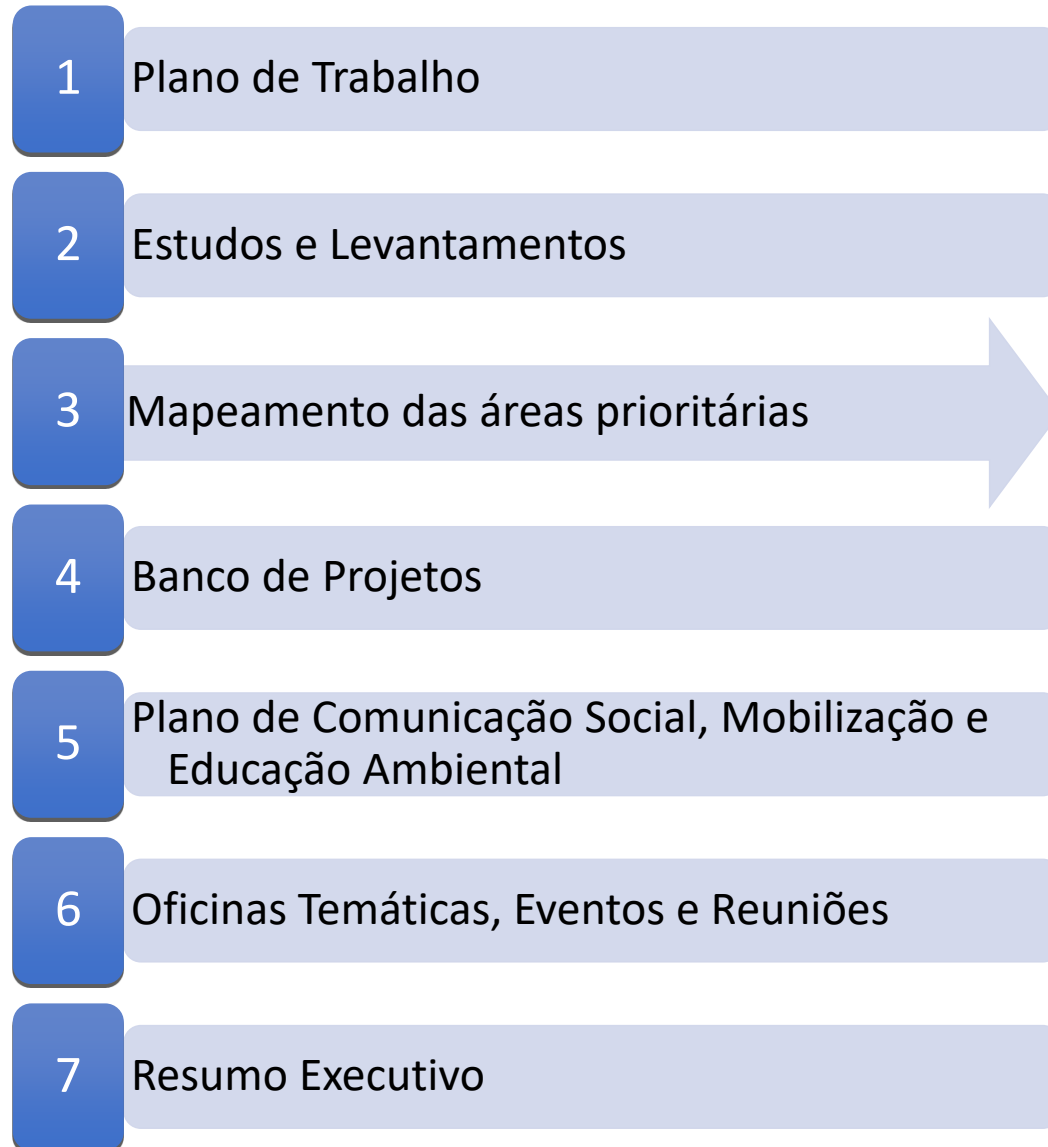 1
Plano de Trabalho
2
Estudos e Levantamentos
3
Mapeamento das áreas prioritárias
4
Banco de Projetos
5
Plano de Comunicação Social, Mobilização e
Educação Ambiental
6
Oficinas Temáticas, Eventos e Reuniões
7
Resumo Executivo